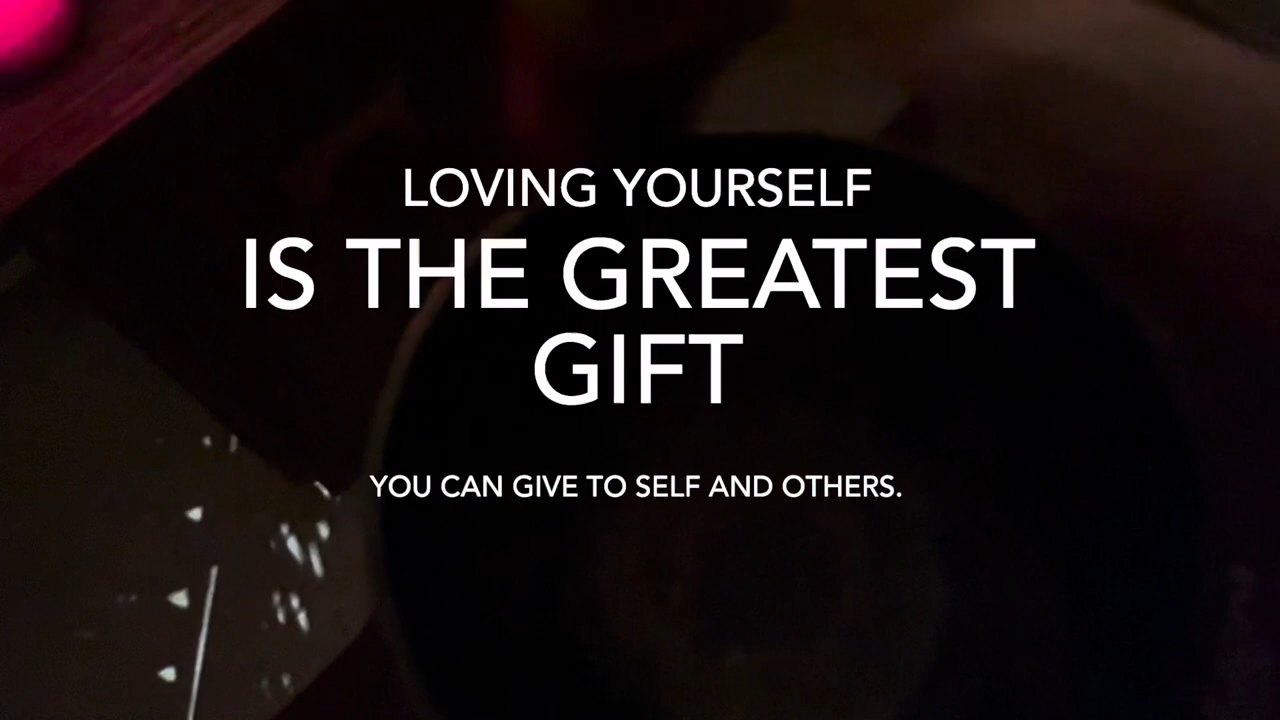 LOVING YOURSELF
IS THE GREATEST
GIFT
YOU CAN GIVE TO SELF AND OTHERS.